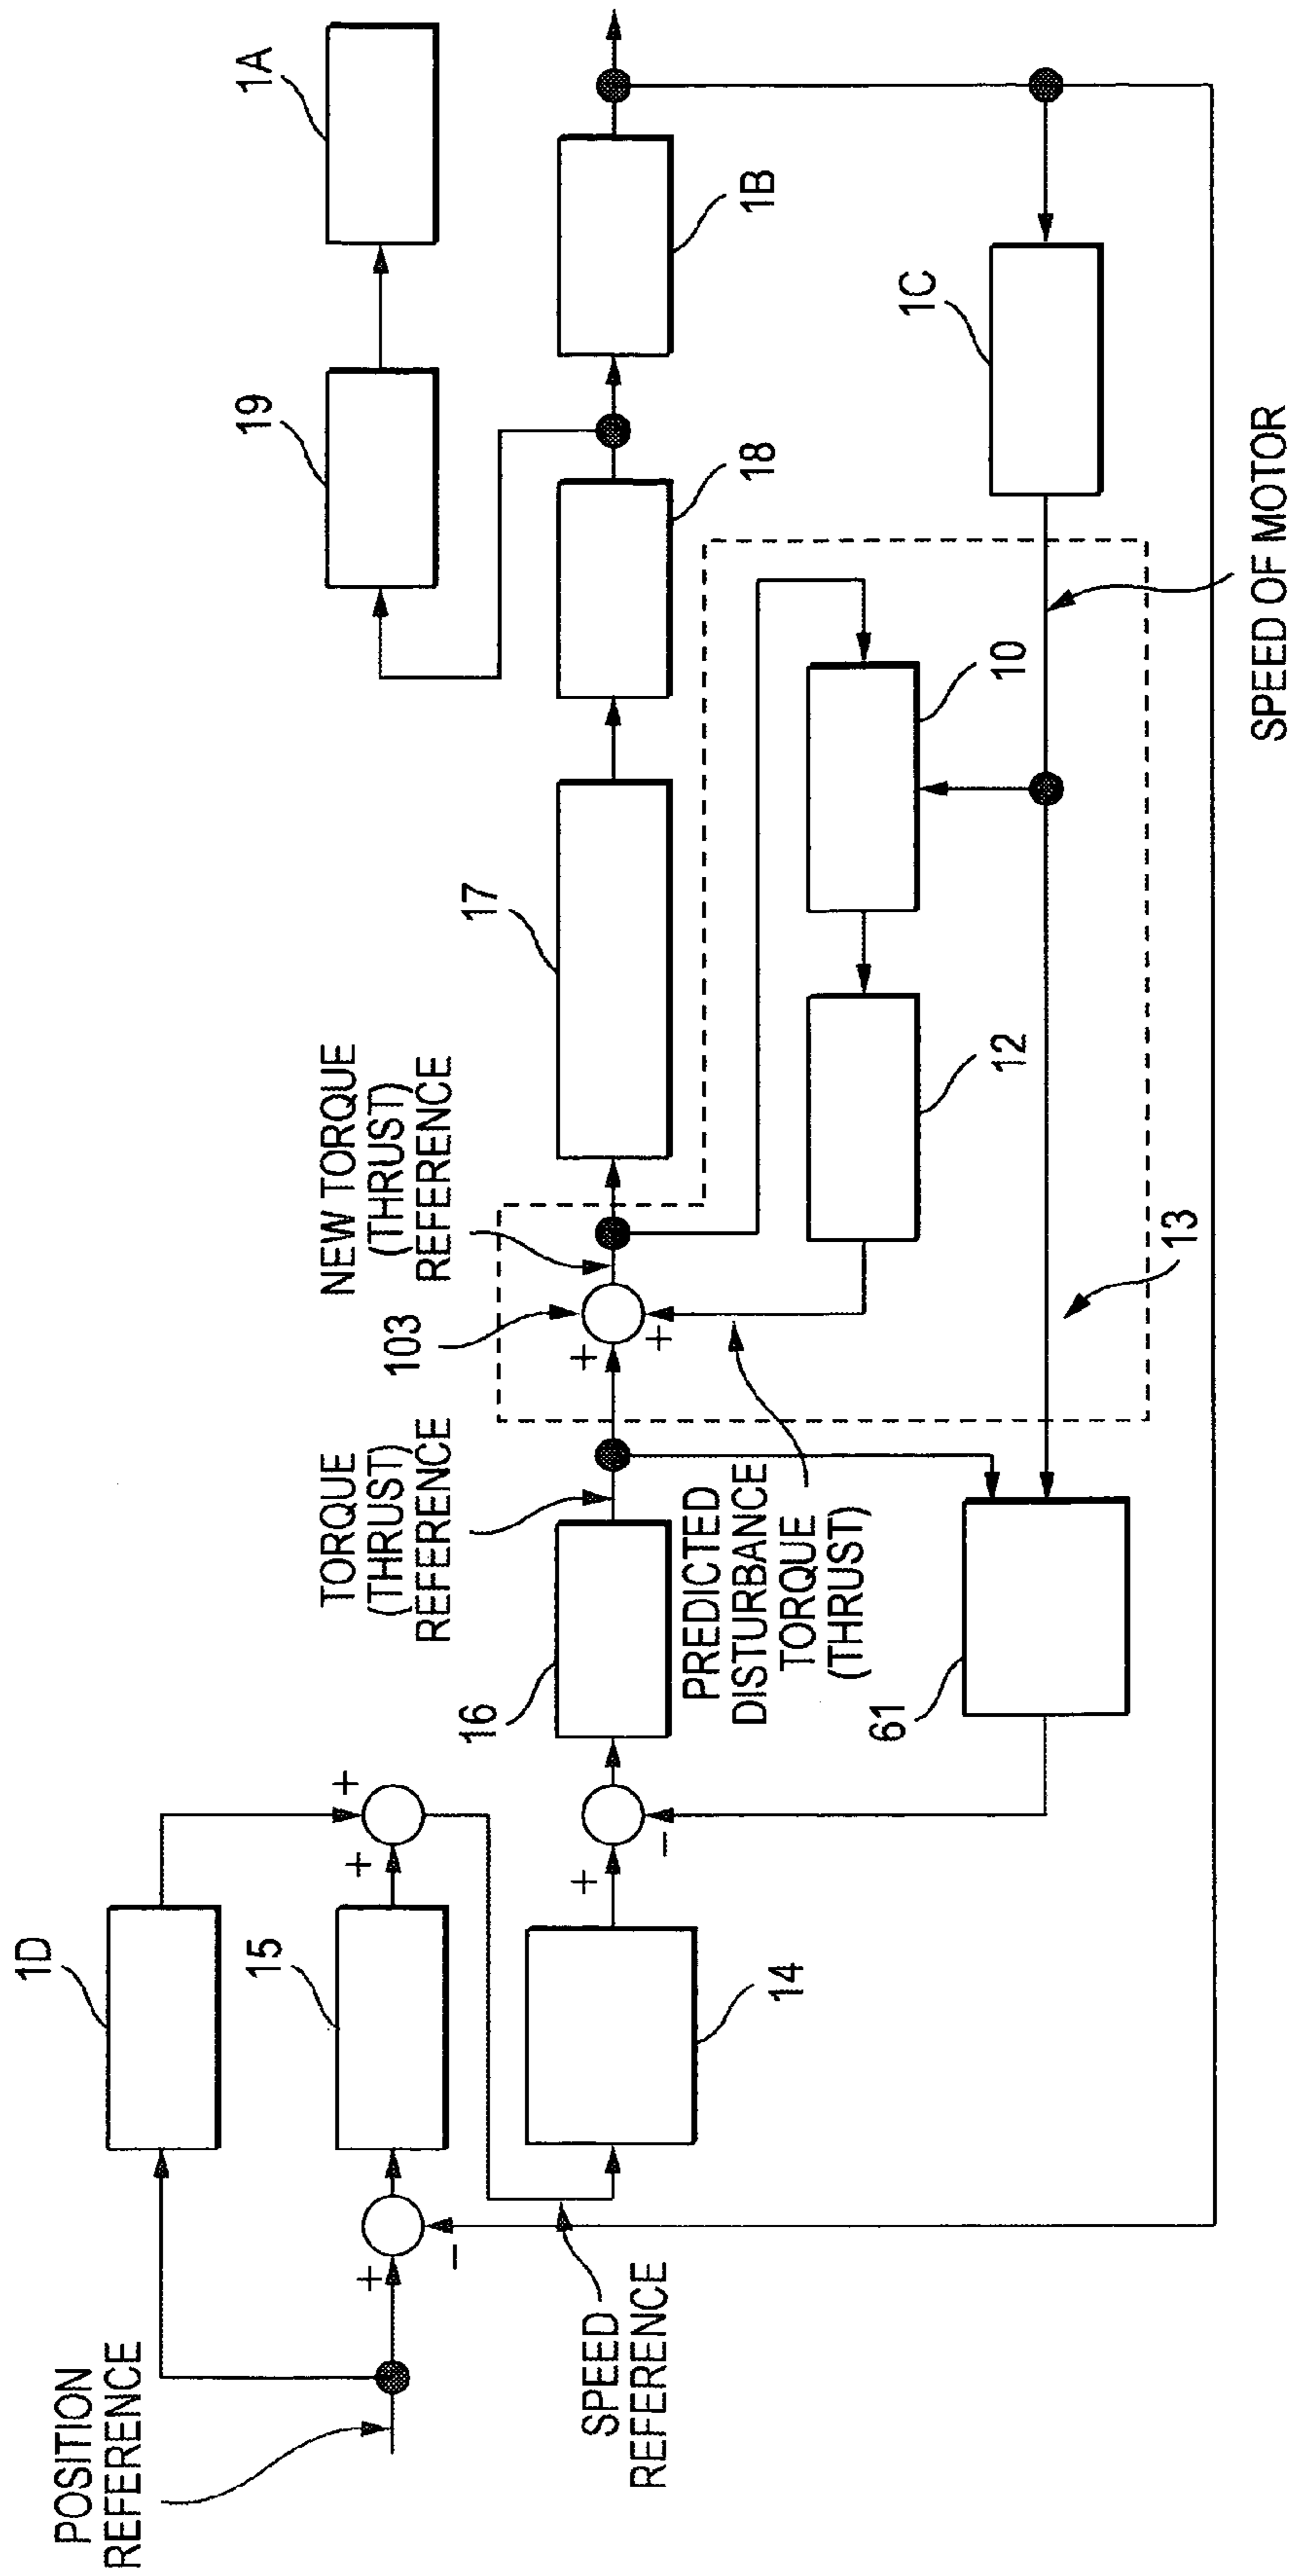 POSITION
REFERENCE
1D
15
SPEED
REFERENCE
14
+
-
+
+
+
-
16
61
TORQUE
(THRUST)
REFERENCE
PREDICTED
DISTURBANCE
TORQUE
(THRUST)
103
+
+
NEW TORQUE
(THRUST)
REFERENCE
13
17
12
10
18
19
1A
1B
1C
SPEED OF MOTOR